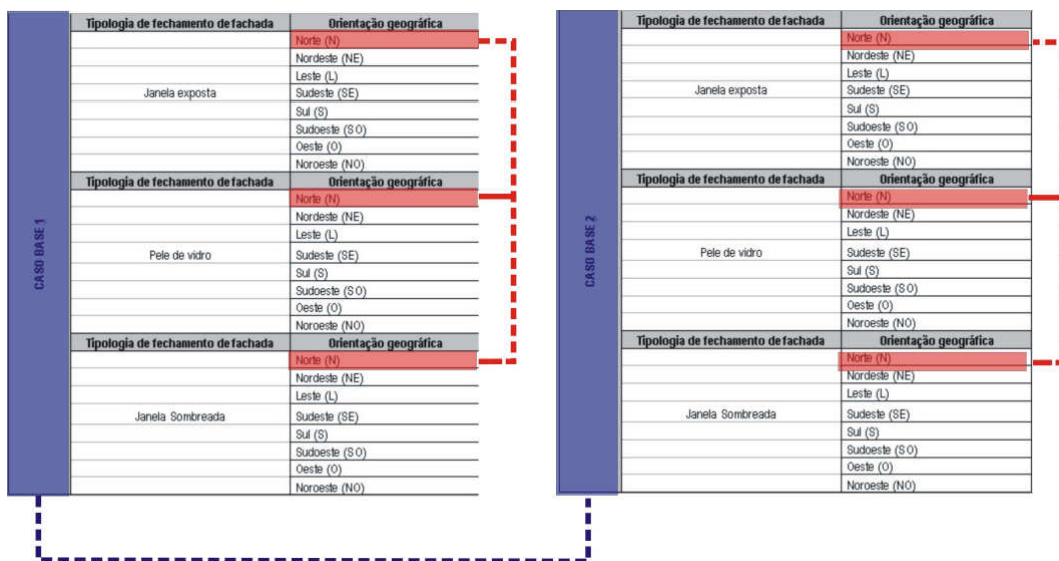 CASO BASE 1
Tipologia de fechamento de fachada Orientação geográfica
Norte (N)
Nordeste (NE)
Leste (L)
Janela exposta Sudeste (SE)
Sul (S)
Sudoeste (SO)
Oeste (O)
Noroeste (NO)
Tipologia de fechamento de fachada Orientação geográfica
Norte (N)
Nordeste (NE)
Leste (L)
Pele de vidro Sudeste (SE)
Sul (S)
Sudoeste (SO)
Oeste (O)
Noroeste (NO)
Tipologia de fechamento de fachada Orientação geográfica
Norte (N)
Nordeste (NE)
Leste (L)
Janela Sombreada Sudeste (SE)
Sul (S)
Sudoeste (SO)
Oeste (O)
Noroeste (NO)
CASO BASE 2
Tipologia de fechamento de fachada Orientação geográfica
Norte (N)
Nordeste (NE)
Leste (L)
Janela exposta Sudeste (SE)
Sul (S)
Sudoeste (SO)
Oeste (O)
Noroeste (NO)
Tipologia de fechamento de fachada Orientação geográfica
Norte (N)
Nordeste (NE)
Leste (L)
Pele de vidro Sudeste (SE)
Sul (S)
Sudoeste (SO)
Oeste (O)
Noroeste (NO)
Tipologia de fechamento de fachada Orientação geográfica
Norte (N)
Nordeste (NE)
Leste (L)
Janela Sombreada Sudeste (SE)
Sul (S)
Sudoeste (SO)
Oeste (O)
Noroeste (NO)